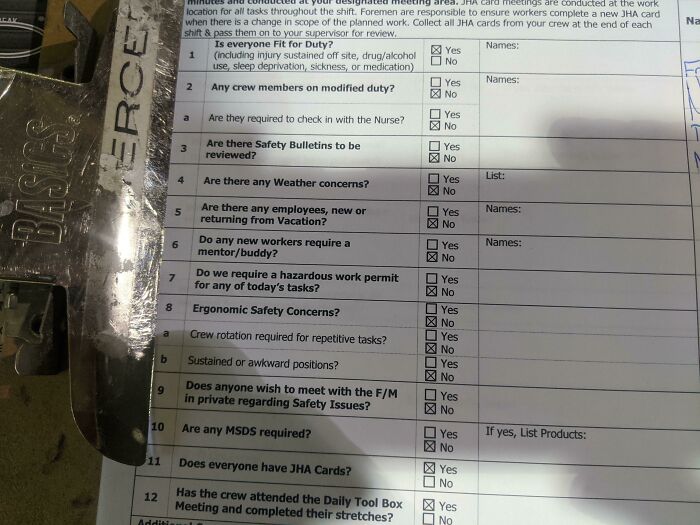 minutes and conducted at your designated meeting area. JHA card meetings are conducted at the work
location for all tasks throughout the shift. Foremen are responsible to ensure workers complete a new JHA card
when there is a change in scope of the planned work. Collect all JHA cards from your crew at the end of each
shift & pass them on to your supervisor for review.
Na
1 Is everyone Fit for Duty?
(including injury sustained off site, drug/alcohol
use, sleep deprivation, sickness, or medication)
☒ Yes
☐ No
Names:
2 Any crew members on modified duty?
☐ Yes
☒ No
Names:
a Are they required to check in with the Nurse?
☐ Yes
☒ No
3 Are there Safety Bulletins to be
reviewed?
☐ Yes
☒ No
4 Are there any Weather concerns?
☐ Yes
☒ No
List:
5 Are there any employees, new or
returning from Vacation?
☐ Yes
☒ No
Names:
6 Do any new workers require a
mentor/buddy?
☐ Yes
☒ No
Names:
7 Do we require a hazardous work permit
for any of today's tasks?
☐ Yes
☒ No
8 Ergonomic Safety Concerns?
☐ Yes
☒ No
a Crew rotation required for repetitive tasks?
☐ Yes
☒ No
b Sustained or awkward positions?
☐ Yes
☒ No
9 Does anyone wish to meet with the F/M
in private regarding Safety Issues?
☐ Yes
☒ No
10 Are any MSDS required?
☐ Yes
☒ No
If yes, List Products:
11 Does everyone have JHA Cards?
☒ Yes
☐ No
12 Has the crew attended the Daily Tool Box
Meeting and completed their stretches?
☒ Yes
☐ No
BASICS
ERCE
EAK